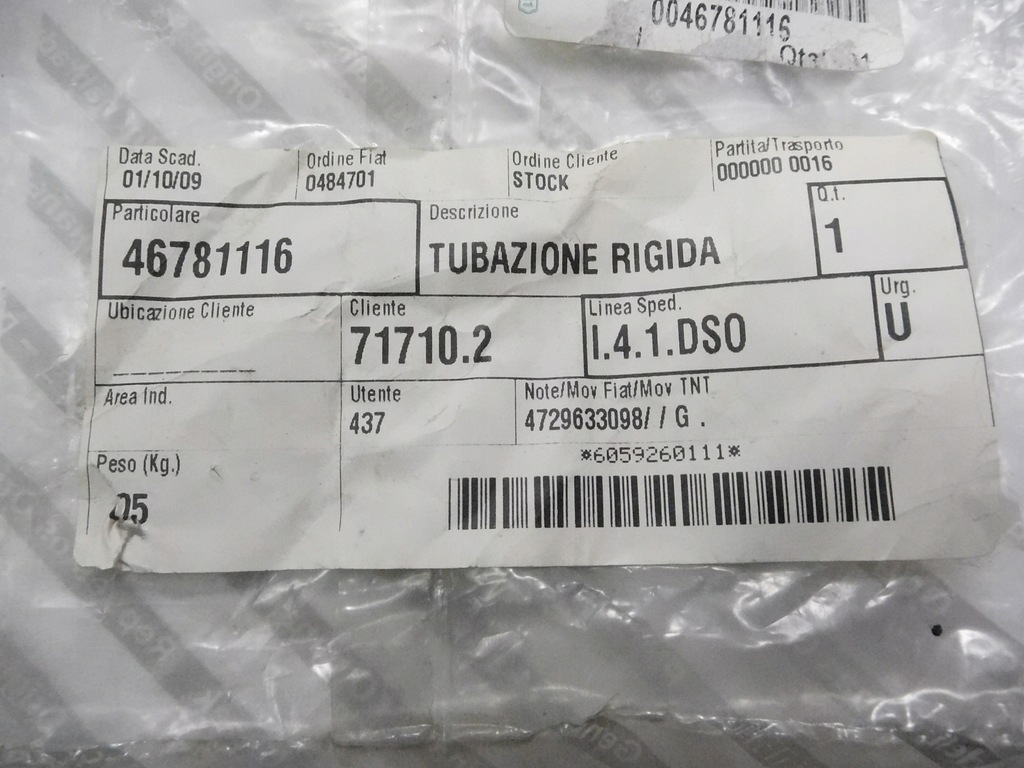 0046781116
Data Scad. Ordine Fiat Ordine Cliente Partita/Trasporto
01/10/09 0484701 STOCK 000000 0016
Particolare Descrizione Q.t.
46781116 TUBAZIONE RIGIDA 1
Ubicazione Cliente Cliente Linea Sped. Urg.
71710.2 I.4.1.DSO U
Area Ind. Utente Note/Mov Fiat/Mov TNT
437 4729633098/ / G .
Peso (Kg.) *6059260111*
05